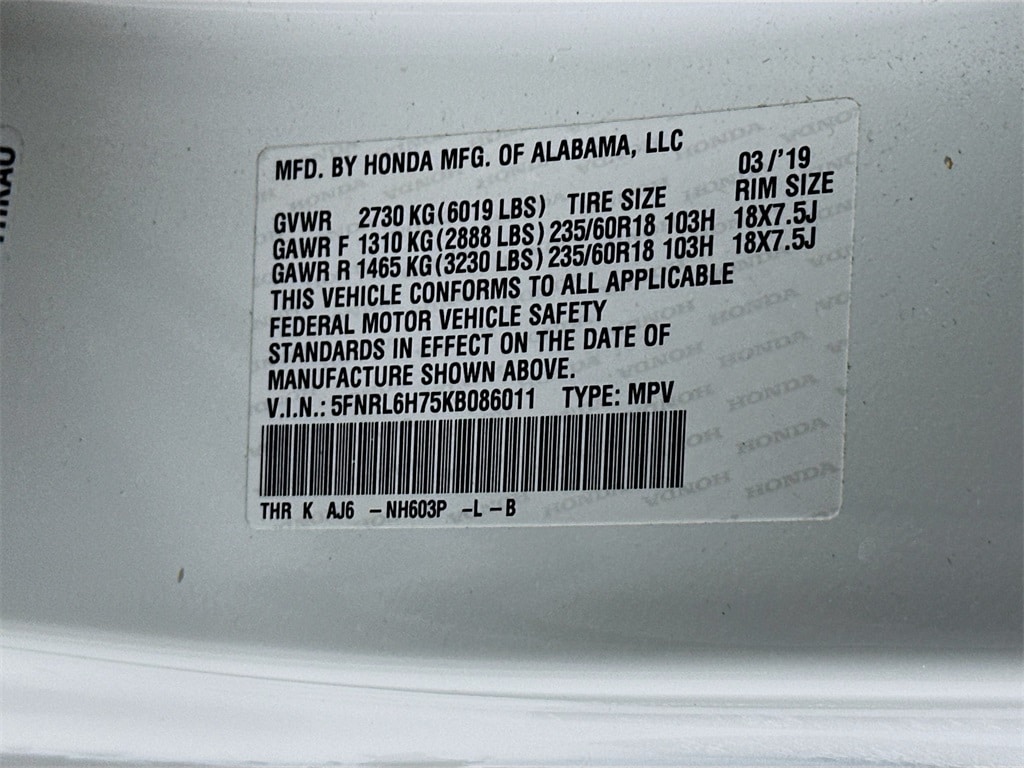 MFD. BY HONDA MFG. OF ALABAMA, LLC
03/'19
GVWR 2730 KG(6019 LBS) TIRE SIZE RIM SIZE
GAWR F 1310 KG(2888 LBS) 235/60R18 103H 18X7.5J
GAWR R 1465 KG(3230 LBS) 235/60R18 103H 18X7.5J
THIS VEHICLE CONFORMS TO ALL APPLICABLE
FEDERAL MOTOR VEHICLE SAFETY
STANDARDS IN EFFECT ON THE DATE OF
MANUFACTURE SHOWN ABOVE.
V.I.N.: 5FNRL6H75KB086011 TYPE: MPV
THR K AJ6 -NH603P -L -B